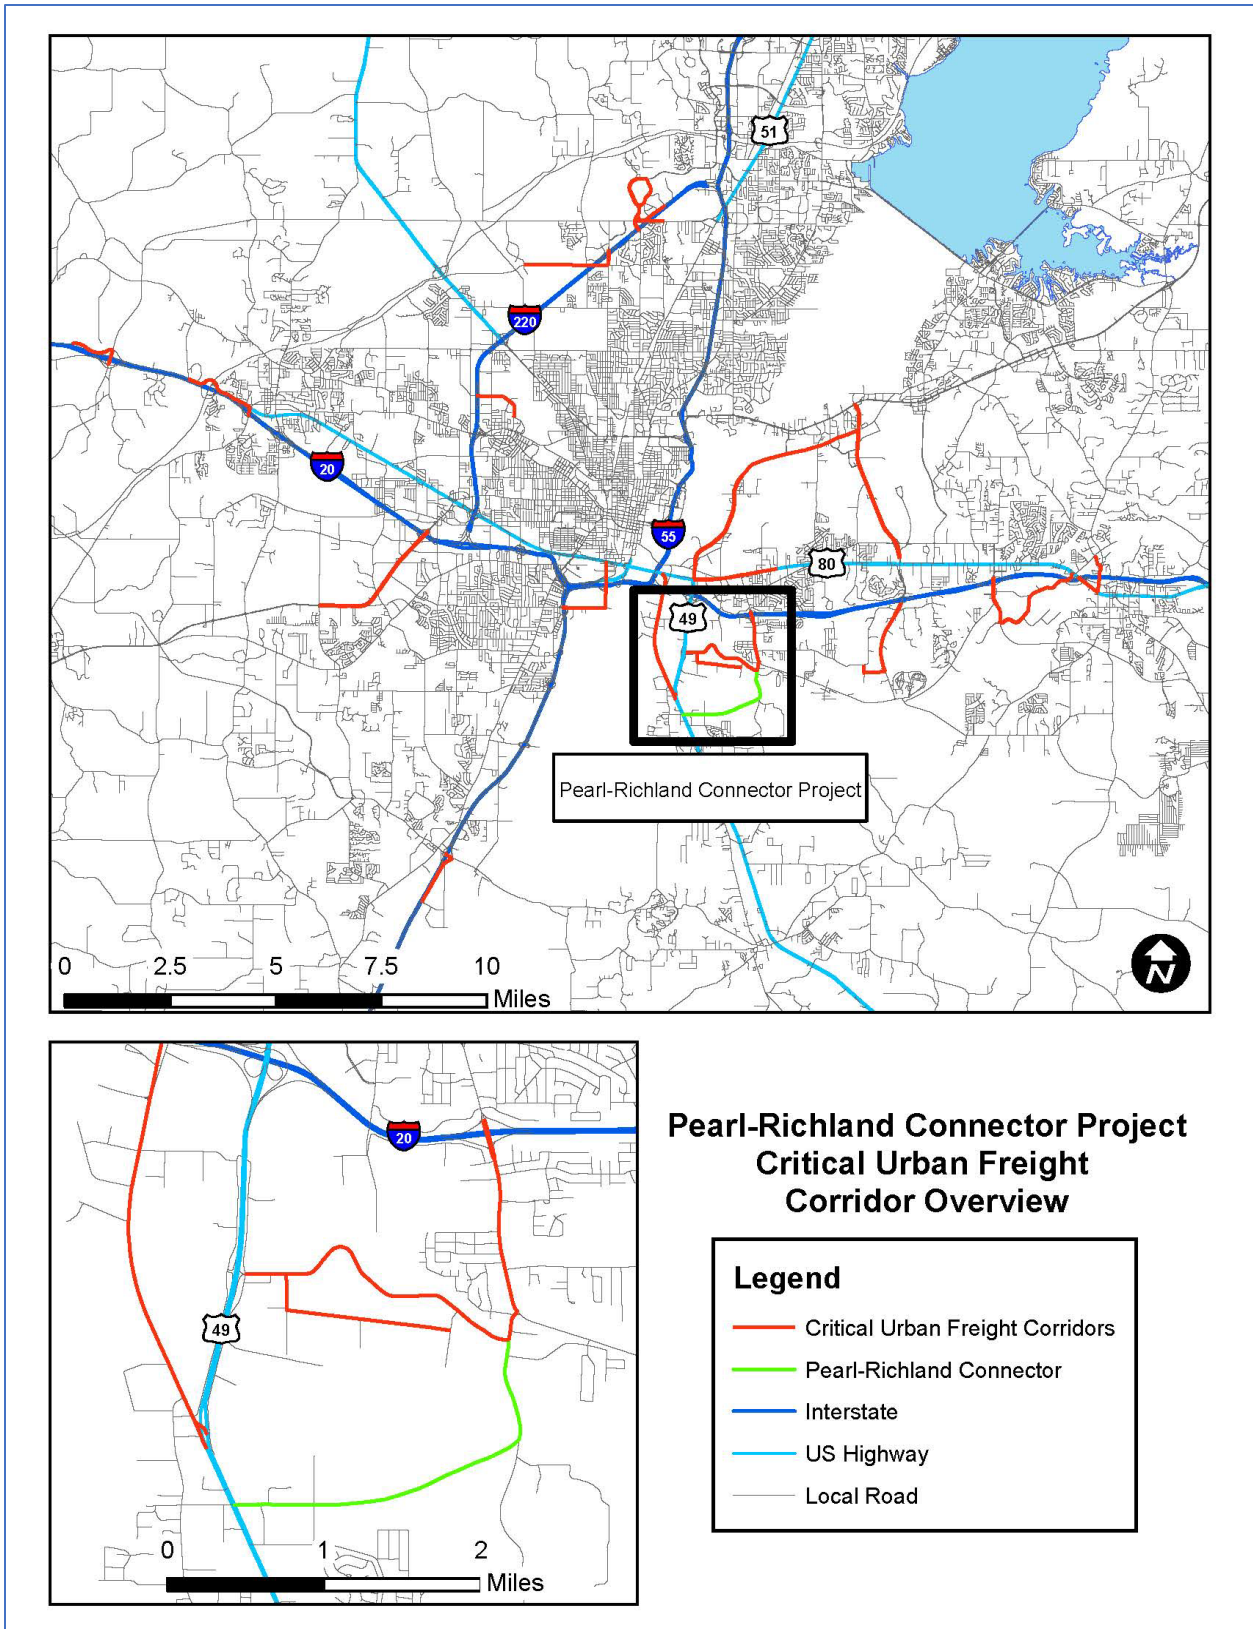 51
220
20
55
80
49
Pearl-Richland Connector Project
0 2.5 5 7.5 10
Miles
N
20
49
0 1 2
Miles
Pearl-Richland Connector Project
Critical Urban Freight
Corridor Overview
Legend
Critical Urban Freight Corridors
Pearl-Richland Connector
Interstate
US Highway
Local Road